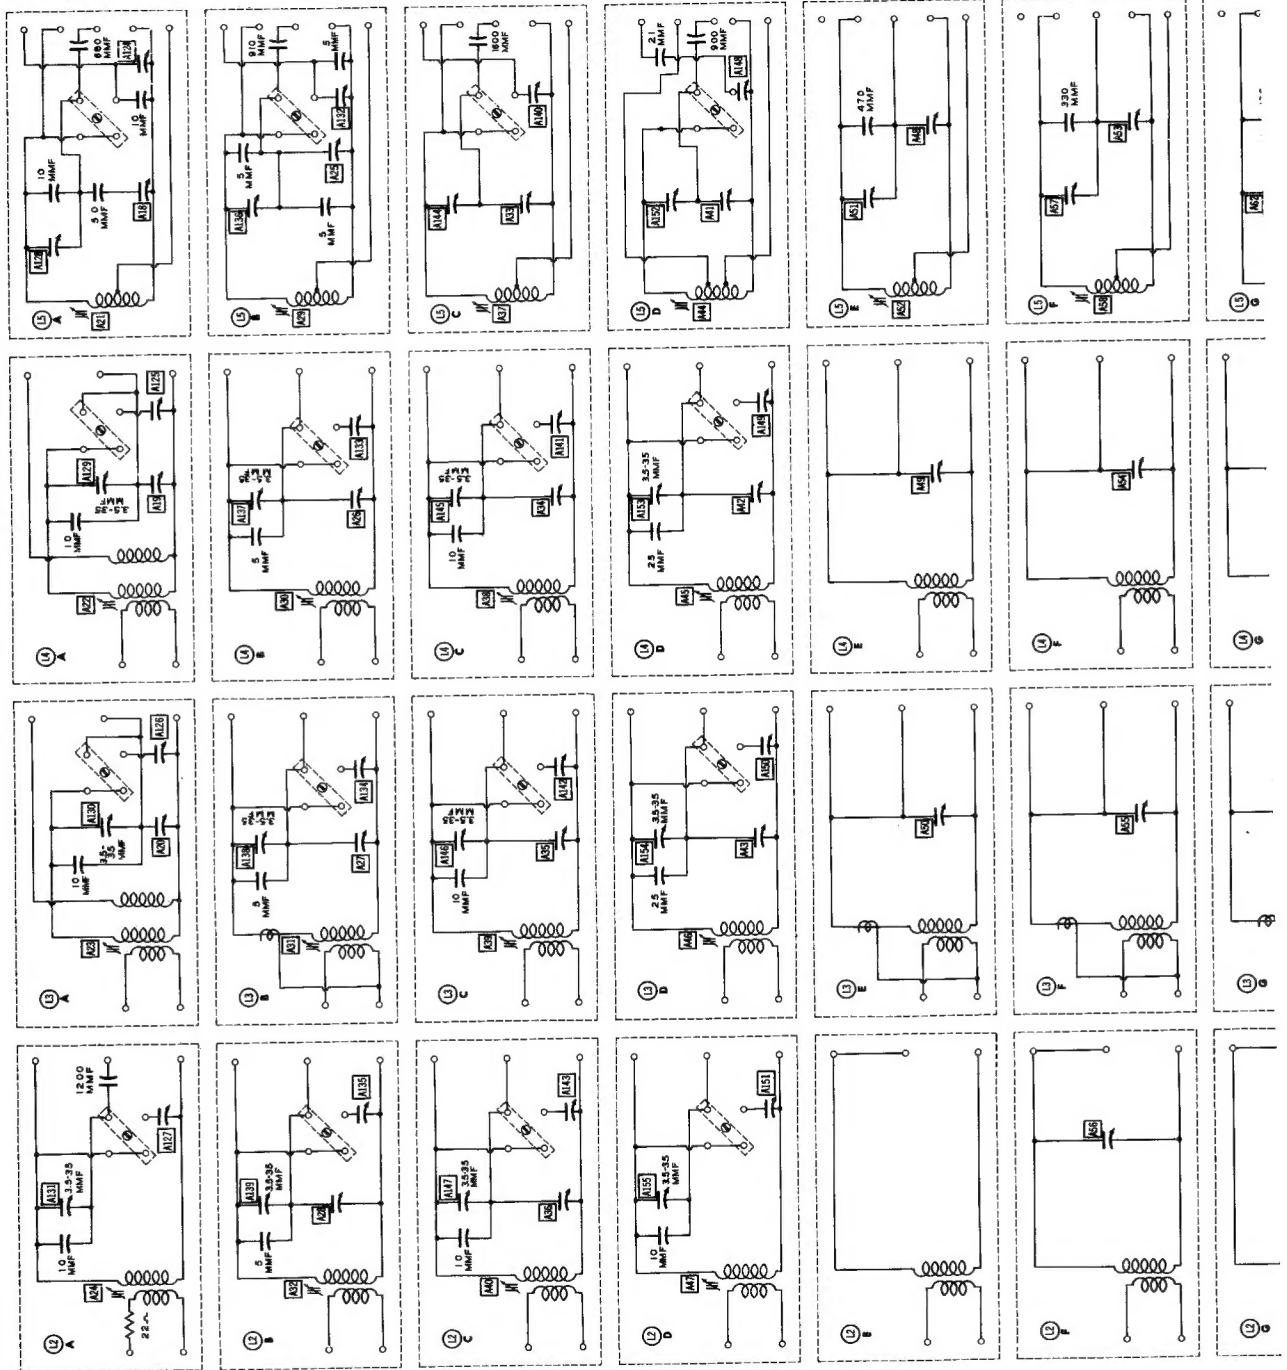 L5 A
A21
A128
10 MMF
A18
10 MMF
680 MMF
L5 B
A29
A136
5 MMF
5 MMF
A25
A132
910 MMF
5 MMF
L5 C
A37
A144
A33
A140
1600 MMF
L5 D
A44
A152
A41
21 MMF
900 MMF
A148
L5 E
A52
A51
470 MMF
A48
L5 F
A58
A57
330 MMF
A53
L5 G
A62
L4 A
A22
10 MMF
A129
A19
A125
L4 B
A30
5 MMF
A137
A26
A133
L4 C
A38
10 MMF
A145
A34
A141
L4 D
A45
25 MMF
A153
3.5-35 MMF
A42
A149
L4 E
A49
L4 F
A54
L4 G
L3 A
A23
10 MMF
A130
3.5-35 MMF
A20
A126
L3 B
A31
5 MMF
A138
A27
A134
L3 C
A39
10 MMF
A146
A35
A142
L3 D
A46
25 MMF
A154
3.5-35 MMF
A43
A150
L3 E
A50
L3 F
A55
L3 G
L2 A
22Ω
A24
10 MMF
A131
3.5-35 MMF
1200 MMF
A127
L2 B
A32
5 MMF
A139
3.5-35 MMF
A28
A135
L2 C
A40
10 MMF
A147
3.5-35 MMF
A36
A143
L2 D
A47
10 MMF
A155
3.5-35 MMF
A151
L2 E
L2 F
A56
L2 G